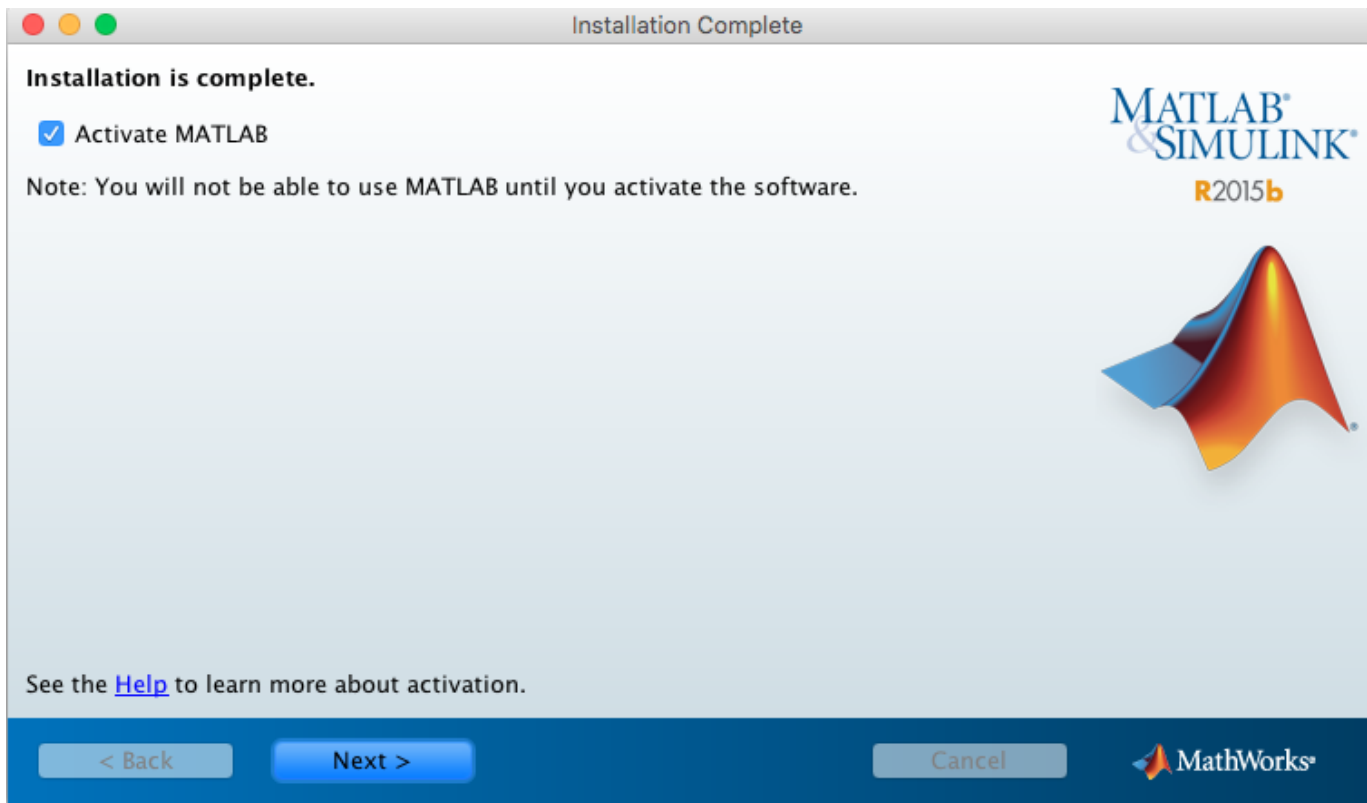 Installation Complete
Installation is complete.
Activate MATLAB
Note: You will not be able to use MATLAB until you activate the software.
MATLAB®
&SIMULINK®
R2015b
®
See the Help to learn more about activation.
< Back
Next >
Cancel
MathWorks®